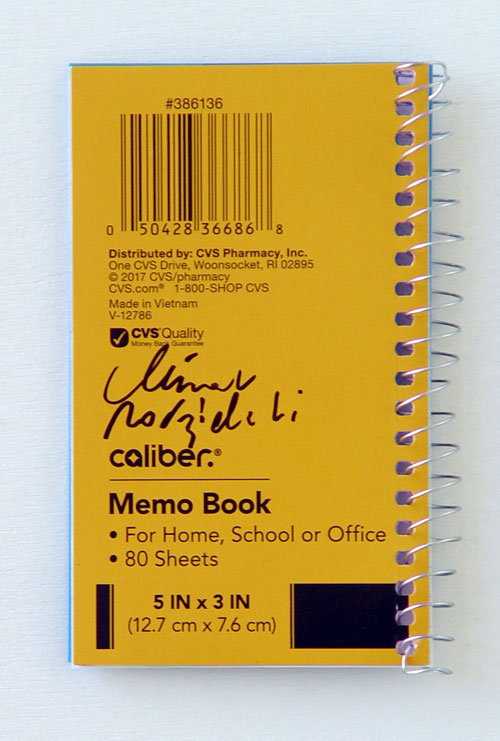 #386136
0 50428 36686 8
Distributed by: CVS Pharmacy, Inc.
One CVS Drive, Woonsocket, RI 02895
© 2017 CVS/pharmacy
CVS.com® 1-800-SHOP CVS
Made in Vietnam
V-12786
CVS Quality
Money Back Guarantee
caliber.®
Memo Book
• For Home, School or Office
• 80 Sheets
5 IN x 3 IN
(12.7 cm x 7.6 cm)